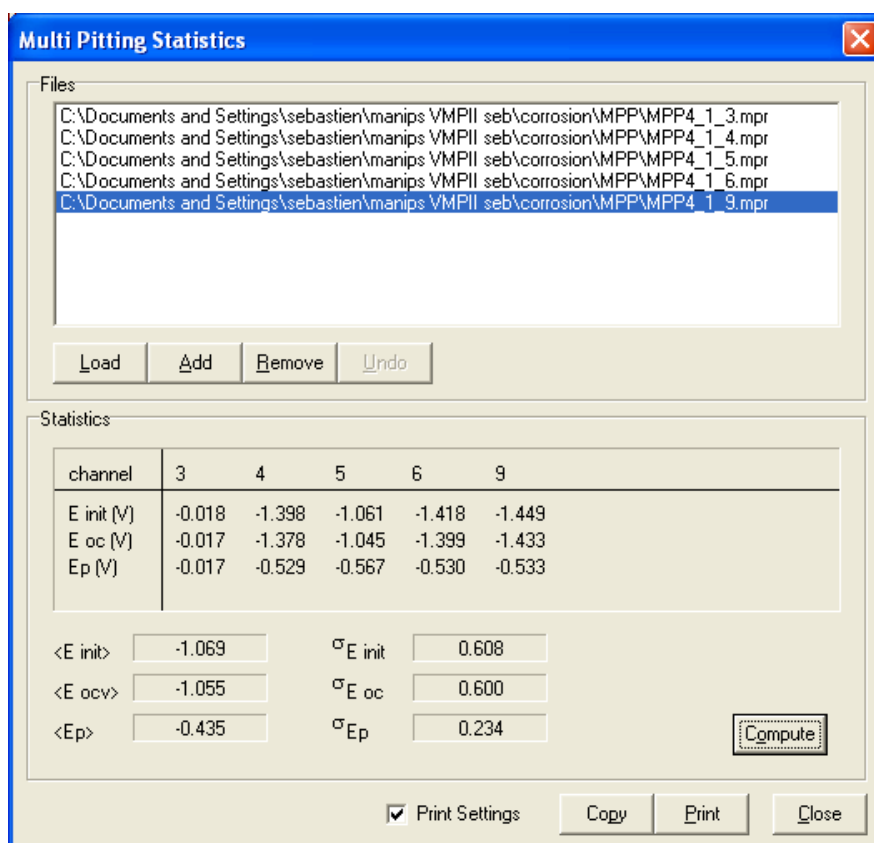 Multi Pitting Statistics
Files
C:\Documents and Settings\sebastien\manips VMPII seb\corrosion\MPP\MPP4_1_3.mpr
C:\Documents and Settings\sebastien\manips VMPII seb\corrosion\MPP\MPP4_1_4.mpr
C:\Documents and Settings\sebastien\manips VMPII seb\corrosion\MPP\MPP4_1_5.mpr
C:\Documents and Settings\sebastien\manips VMPII seb\corrosion\MPP\MPP4_1_6.mpr
C:\Documents and Settings\sebastien\manips VMPII seb\corrosion\MPP\MPP4_1_9.mpr
Load Add Remove Undo
Statistics
channel 3 4 5 6 9
E init (V) -0.018 -1.398 -1.061 -1.418 -1.449
E oc (V) -0.017 -1.378 -1.045 -1.399 -1.433
Ep (V) -0.017 -0.529 -0.567 -0.530 -0.533
<E init> -1.069 σE init 0.608
<E ocv> -1.055 σE oc 0.600
<Ep> -0.435 σEp 0.234 Compute
Print Settings Copy Print Close